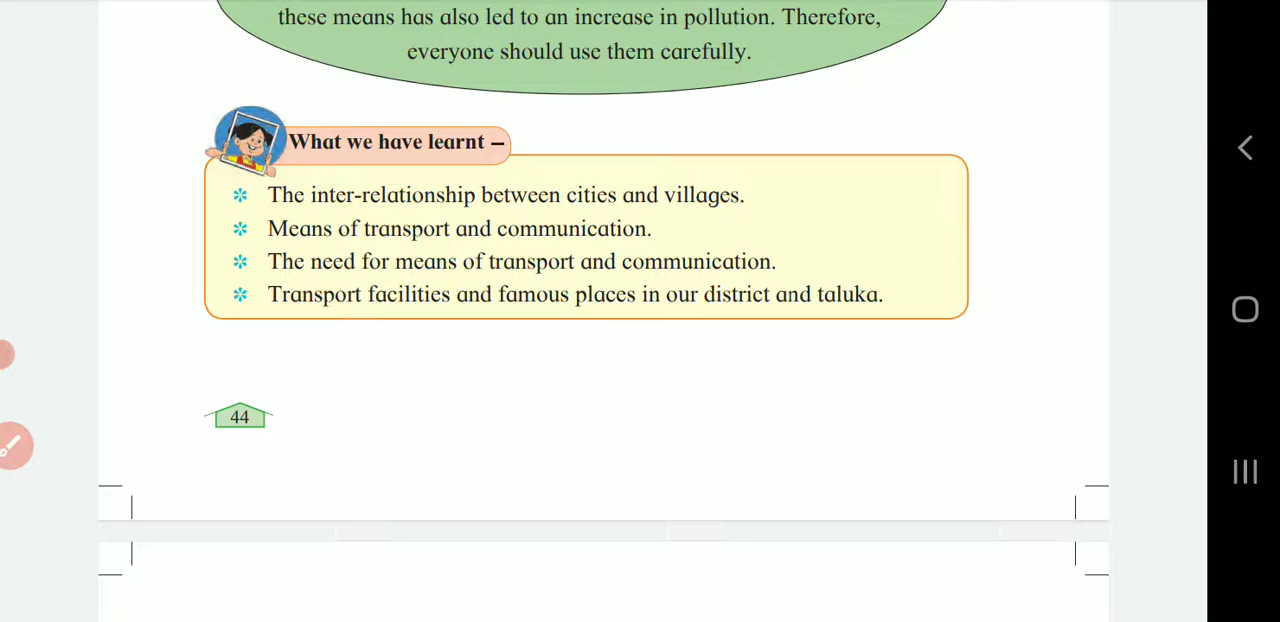 these means has also led to an increase in pollution. Therefore,
everyone should use them carefully.
What we have learnt –
✼ The inter-relationship between cities and villages.
✼ Means of transport and communication.
✼ The need for means of transport and communication.
✼ Transport facilities and famous places in our district and taluka.
44